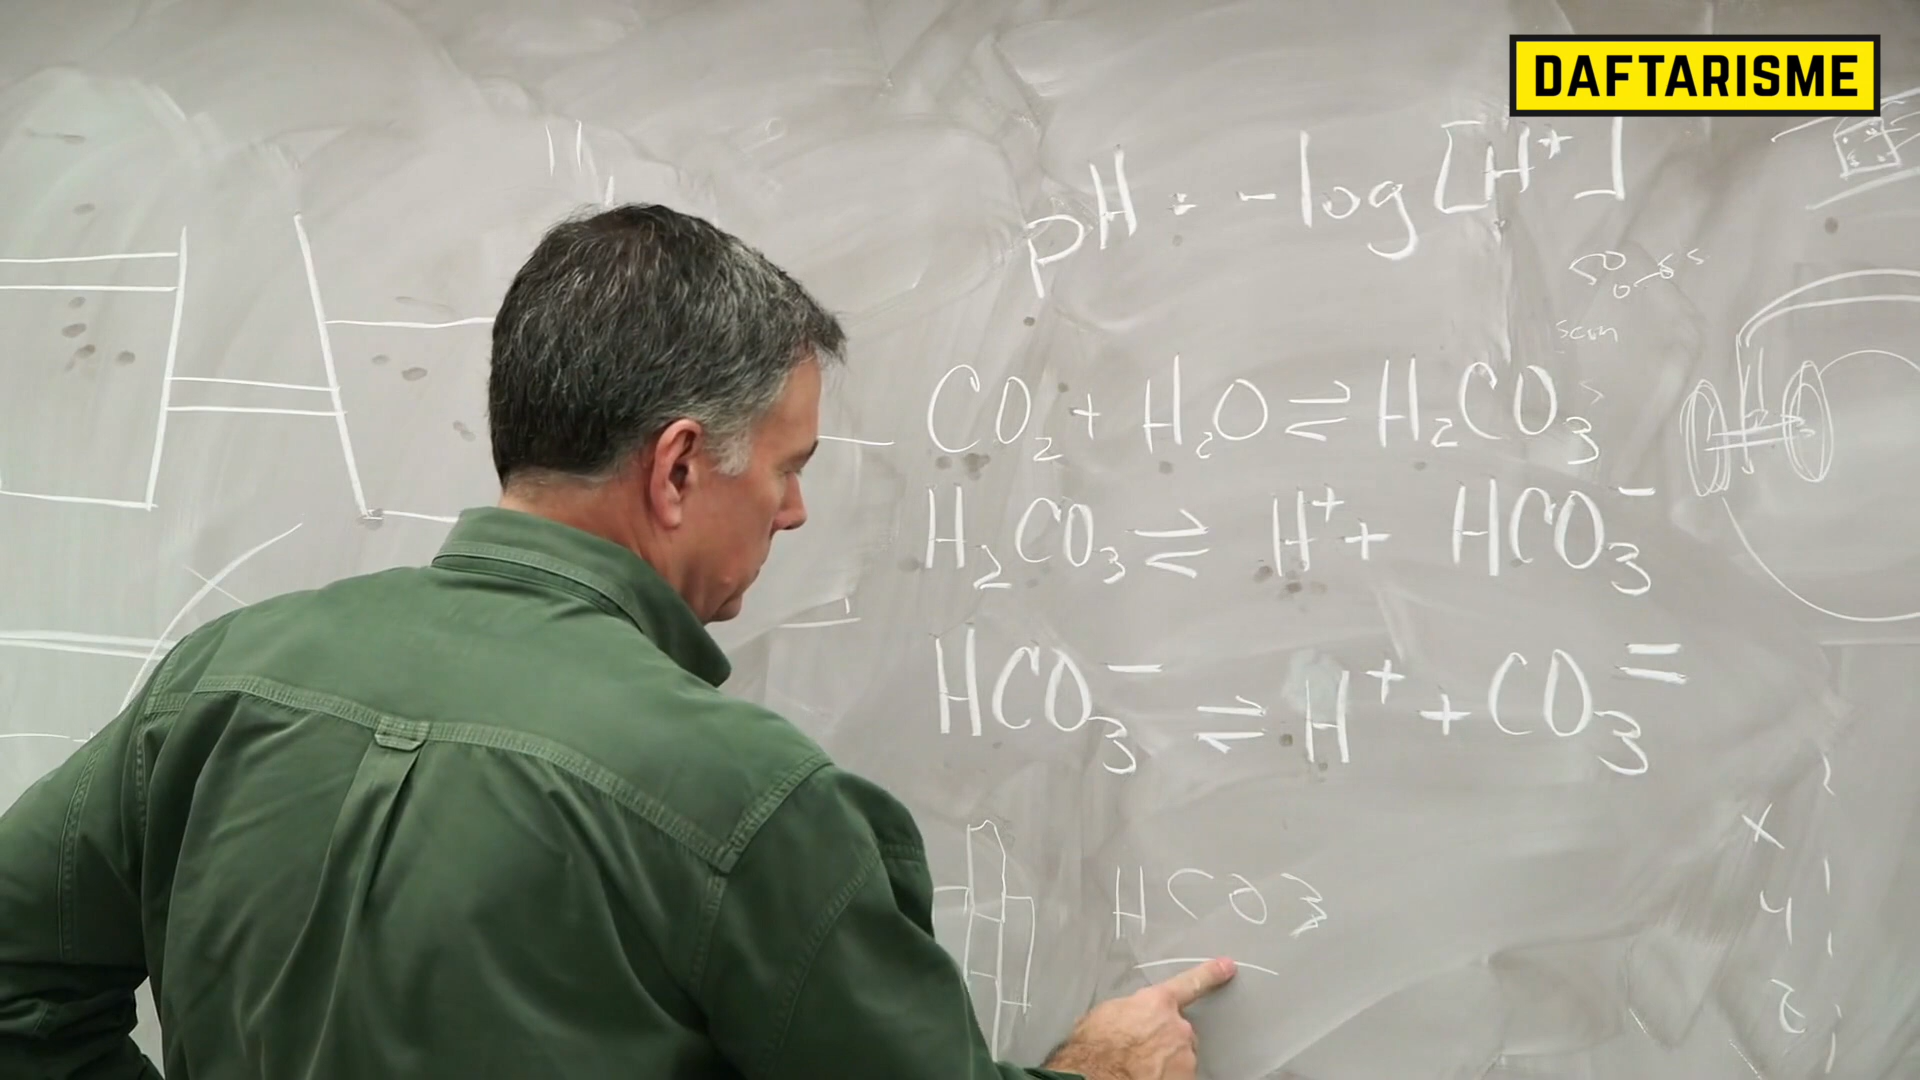 DAFTARISME
pH = -log [H⁺]
CO₂ + H₂O ⇌ H₂CO₃
H₂CO₃ ⇌ H⁺ + HCO₃⁻
HCO₃⁻ ⇌ H⁺ + CO₃⁼
HCO₃
x
y
z